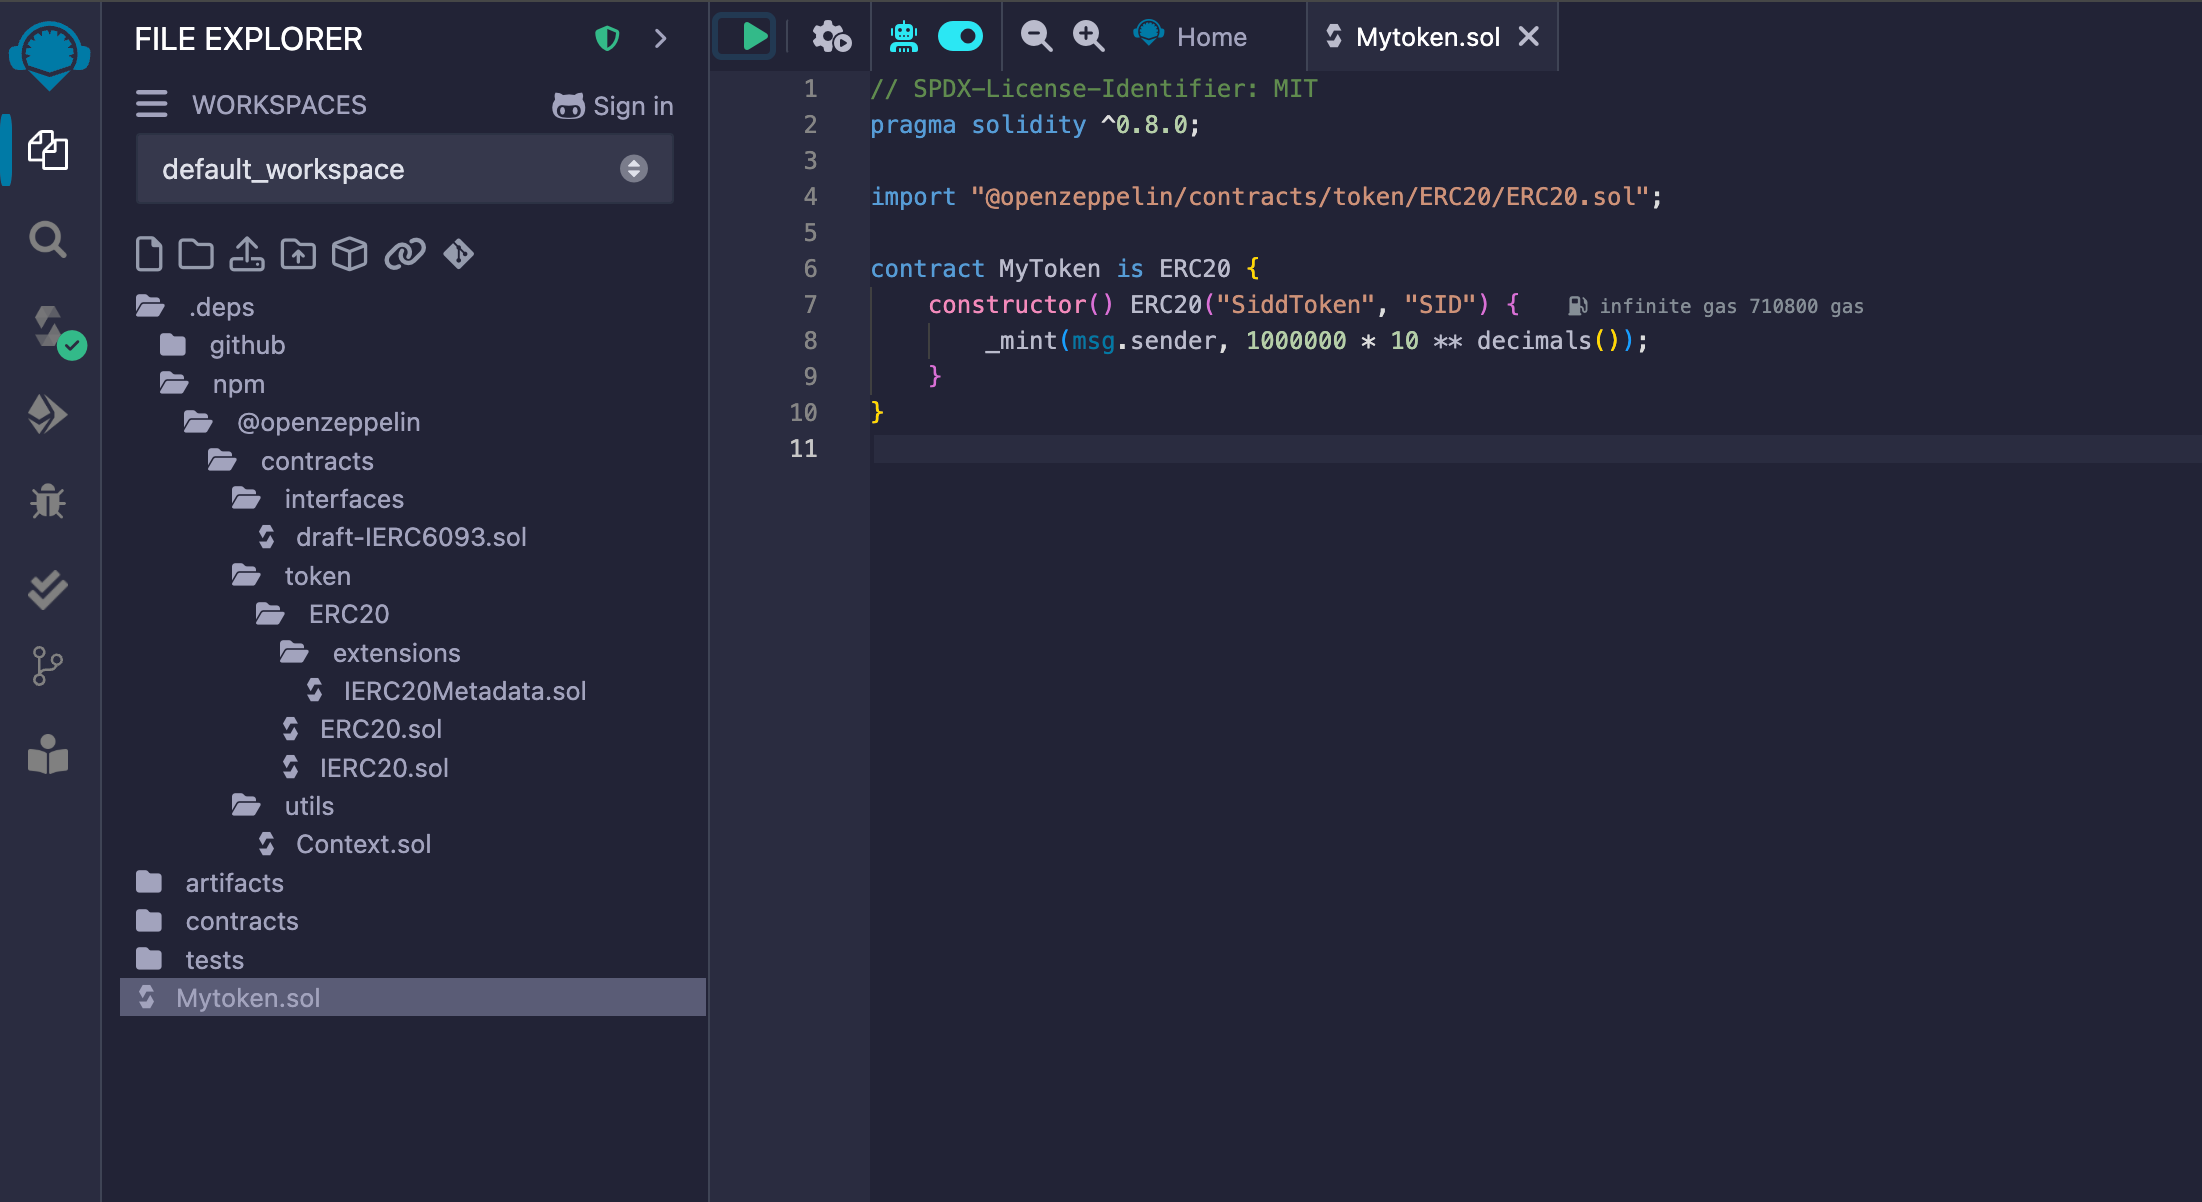 FILE EXPLORER
WORKSPACES
Sign in
default_workspace
.deps
github
npm
@openzeppelin
contracts
interfaces
draft-IERC6093.sol
token
ERC20
extensions
IERC20Metadata.sol
ERC20.sol
IERC20.sol
utils
Context.sol
artifacts
contracts
tests
Mytoken.sol
Home
Mytoken.sol
1 // SPDX-License-Identifier: MIT
2 pragma solidity ^0.8.0;
3
4 import "@openzeppelin/contracts/token/ERC20/ERC20.sol";
5
6 contract MyToken is ERC20 {
7     constructor() ERC20("SiddToken", "SID") { infinite gas 710800 gas
8         _mint(msg.sender, 1000000 * 10 ** decimals());
9     }
10 }
11